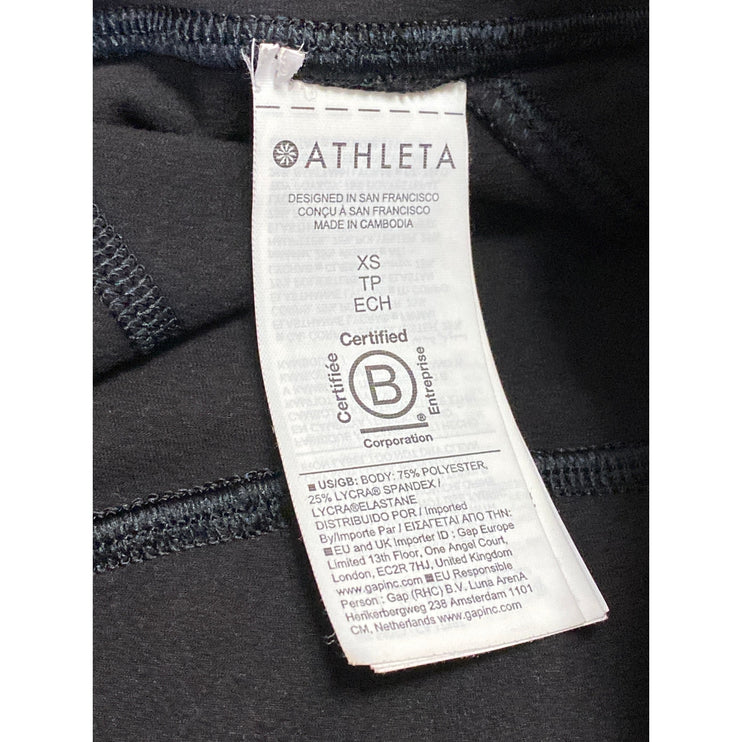 ATHLETA
DESIGNED IN SAN FRANCISCO
CONÇU À SAN FRANCISCO
MADE IN CAMBODIA
XS
TP
ECH
Certified
Certifiée
B
Entreprise
®
Corporation
US/GB: BODY: 75% POLYESTER,
25% LYCRA® SPANDEX /
LYCRA®ELASTANE
DISTRIBUIDO POR / Imported
By/Importe Par / ΕΙΣΑΓΕΤΑΙ ΑΠΟ ΤΗΝ:
EU and UK Importer ID : Gap Europe
Limited 13th Floor, One Angel Court,
London, EC2R 7HJ, United Kingdom
www.gapinc.com EU Responsible
Person : Gap (RHC) B.V. Luna ArenA
Herikerbergweg 238 Amsterdam 1101
CM, Netherlands www.gapinc.com